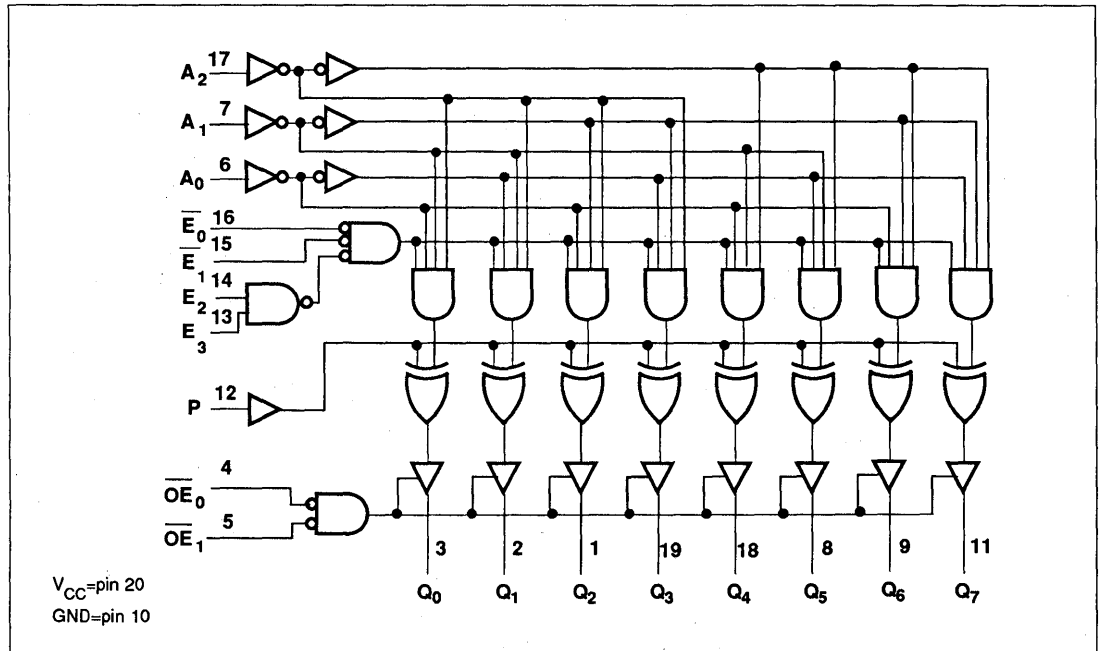 A2 17
A1 7
A0 6
E0 16
E1 15
E2 14
E3 13
P 12
OE0 4
OE1 5
3 2 1 19 18 8 9 11
Q0 Q1 Q2 Q3 Q4 Q5 Q6 Q7
VCC=pin 20
GND=pin 10